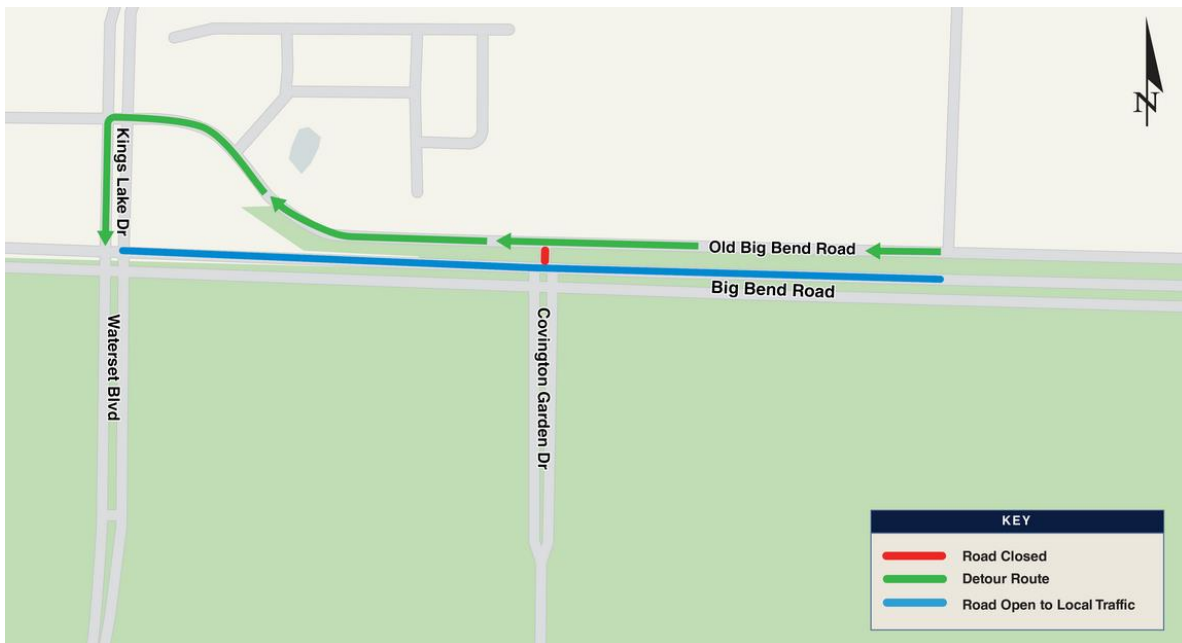 N
Kings Lake Dr
Old Big Bend Road
Big Bend Road
Waterset Blvd
Covington Garden Dr
KEY
Road Closed
Detour Route
Road Open to Local Traffic